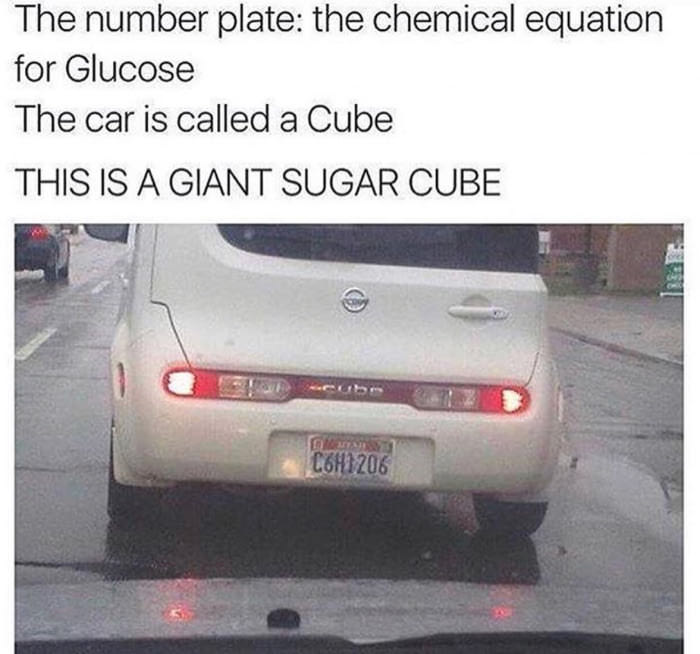 The number plate: the chemical equation
for Glucose
The car is called a Cube
THIS IS A GIANT SUGAR CUBE
cube
C6H1206